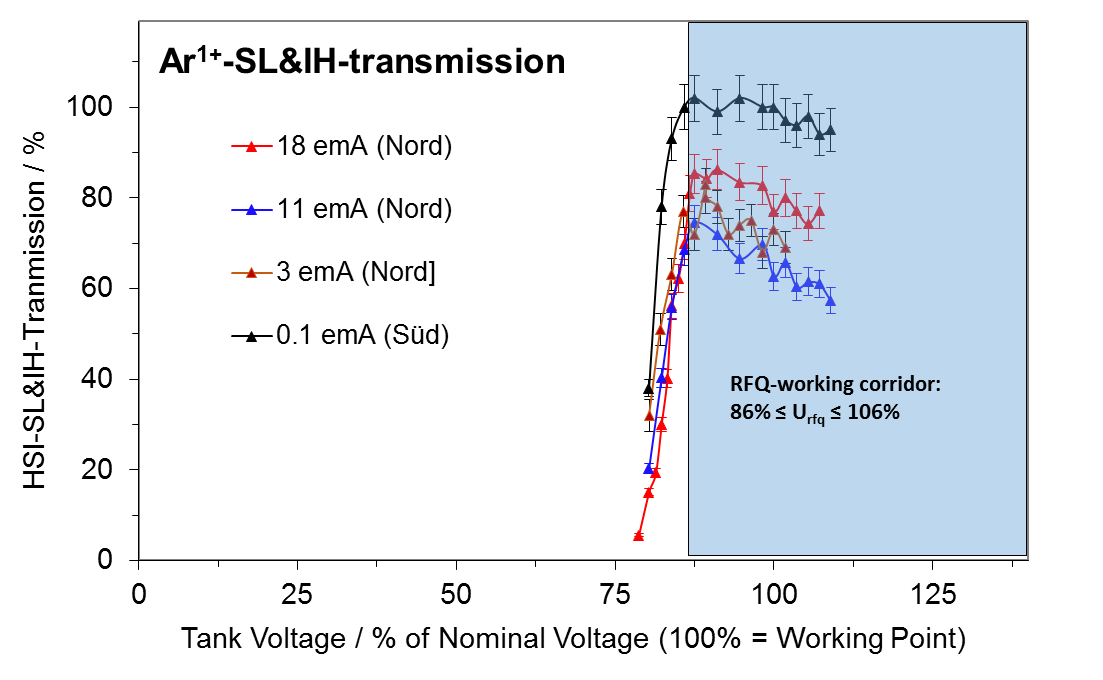 Ar1+-SL&IH-transmission
HSI-SL&IH-Tranmission / %
100
80
60
40
20
0
18 emA (Nord)
11 emA (Nord)
3 emA (Nord]
0.1 emA (Süd)
RFQ-working corridor:
86% ≤ Urfq ≤ 106%
0 25 50 75 100 125
Tank Voltage / % of Nominal Voltage (100% = Working Point)